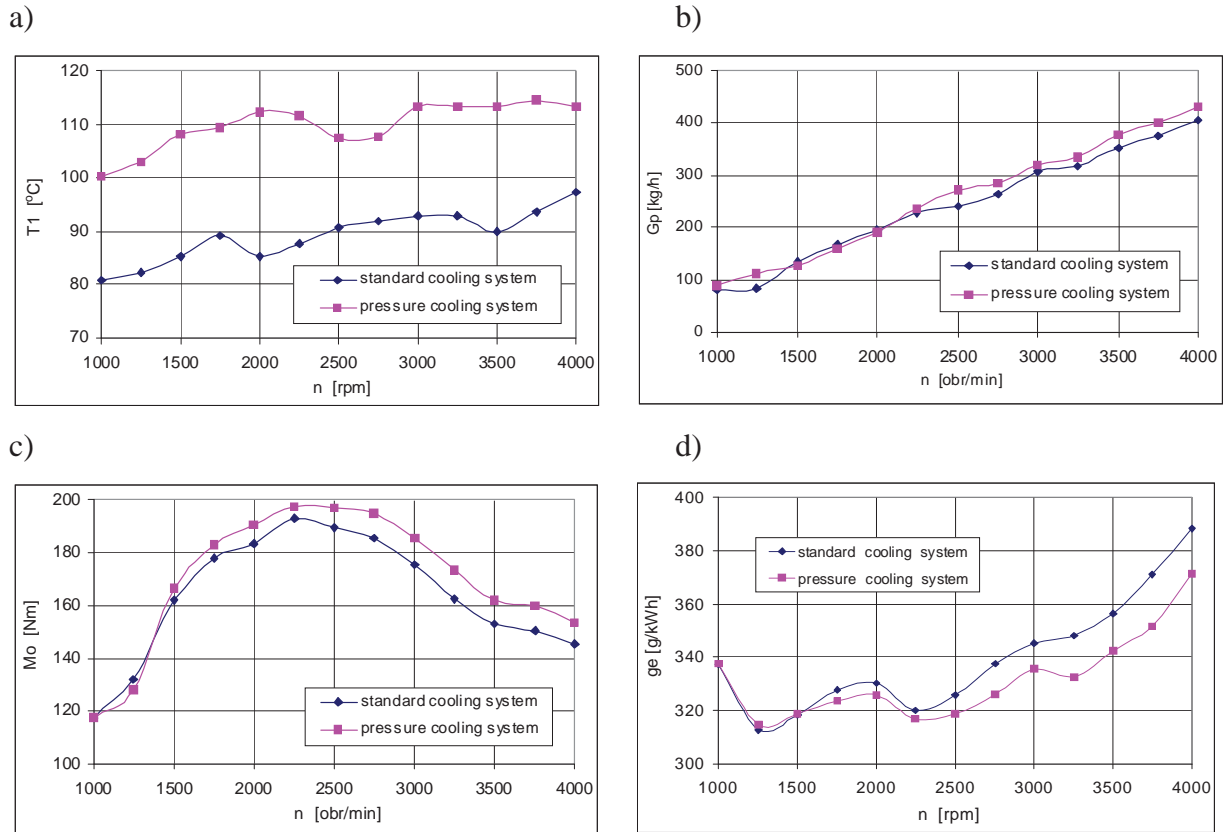 a)
120
110
100
90
80
70
T1 [°C]
standard cooling system
pressure cooling system
1000 1500 2000 2500 3000 3500 4000
n [rpm]
b)
500
400
300
200
100
0
Gp [kg/h]
standard cooling system
pressure cooling system
1000 1500 2000 2500 3000 3500 4000
n [obr/min]
c)
200
180
160
140
120
100
Mo [Nm]
standard cooling system
pressure cooling system
1000 1500 2000 2500 3000 3500 4000
n [obr/min]
d)
400
380
360
340
320
300
ge [g/kWh]
standard cooling system
pressure cooling system
1000 1500 2000 2500 3000 3500 4000
n [rpm]